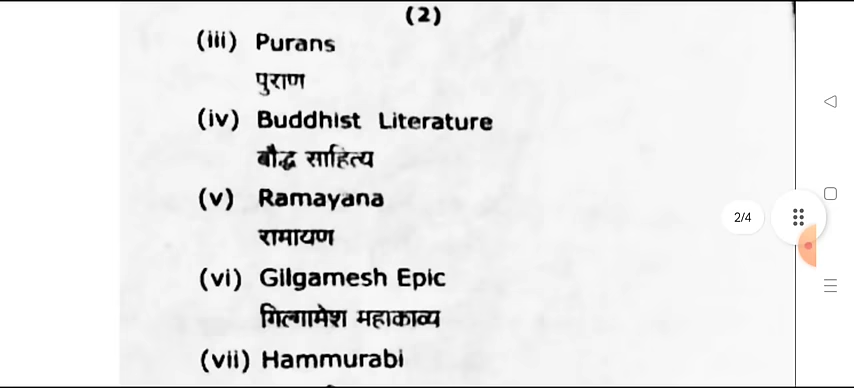 (2)
(iii) Purans
पुराण
(iv) Buddhist Literature
बौद्ध साहित्य
(v) Ramayana
रामायण
2/4
(vi) Gilgamesh Epic
गिल्गामेश महाकाव्य
(vii) Hammurabi